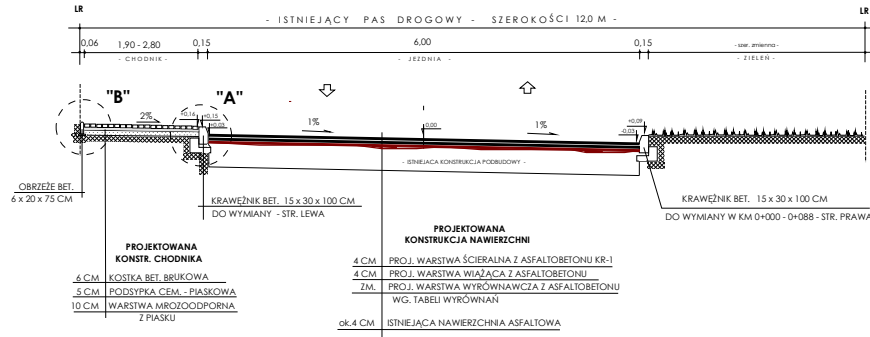 LR
- ISTNIEJĄCY PAS DROGOWY - SZEROKOŚCI 12,0 M -
LR
0,06 1,90 - 2,80 0,15 6,00 0,15 - szer. zmienna -
- CHODNIK - - JEZDNIA - - ZIELEŃ -
"B" "A"
2% +0,16 +0,15 +0,03 1% 0,00 1% +0,09 -0,03
- ISTNIEJĄCA KONSTRUKCJA PODBUDOWY -
OBRZEŻE BET.
6 x 20 x 75 CM
KRAWĘŻNIK BET. 15 x 30 x 100 CM
DO WYMIANY - STR. LEWA
KRAWĘŻNIK BET. 15 x 30 x 100 CM
DO WYMIANY W KM 0+000 - 0+088 - STR. PRAWA
PROJEKTOWANA
KONSTR. CHODNIKA
6 CM KOSTKA BET. BRUKOWA
5 CM PODSYPKA CEM. - PIASKOWA
10 CM WARSTWA MROZOODPORNA
Z PIASKU
PROJEKTOWANA
KONSTRUKCJA NAWIERZCHNI
4 CM PROJ. WARSTWA ŚCIERALNA Z ASFALTOBETONU KR-1
4 CM PROJ. WARSTWA WIĄŻĄCA Z ASFALTOBETONU
ZM. PROJ. WARSTWA WYRÓWNAWCZA Z ASFALTOBETONU
WG. TABELI WYRÓWNAŃ
ok.4 CM ISTNIEJĄCA NAWIERZCHNIA ASFALTOWA